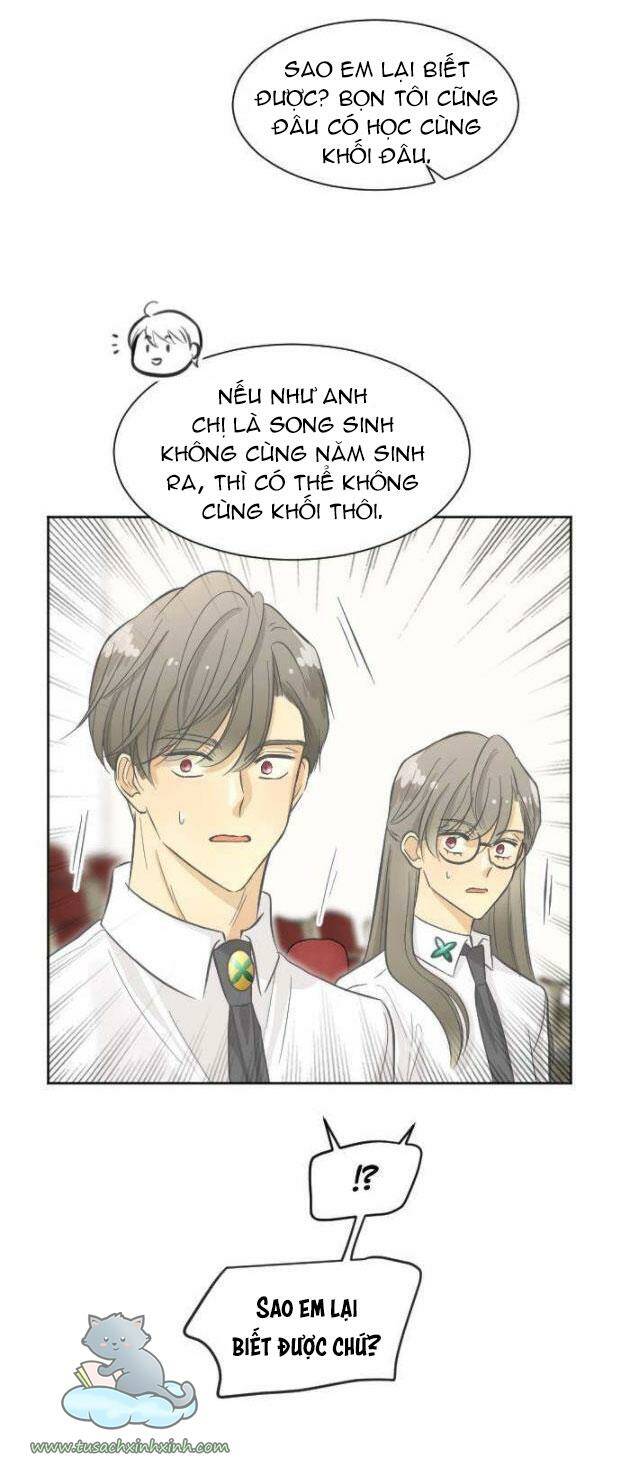 SAO EM LẠI BIẾT
ĐƯỢC? BỌN TÔI CŨNG
ĐÂU CÓ HỌC CÙNG
KHỐI ĐÂU.
NẾU NHƯ ANH
CHỊ LÀ SONG SINH
KHÔNG CÙNG NĂM SINH
RA, THÌ CÓ THỂ KHÔNG
CÙNG KHỐI THÔI.
!?
SAO EM LẠI
BIẾT ĐƯỢC CHỨ?
www.tusachxinhxinh.com